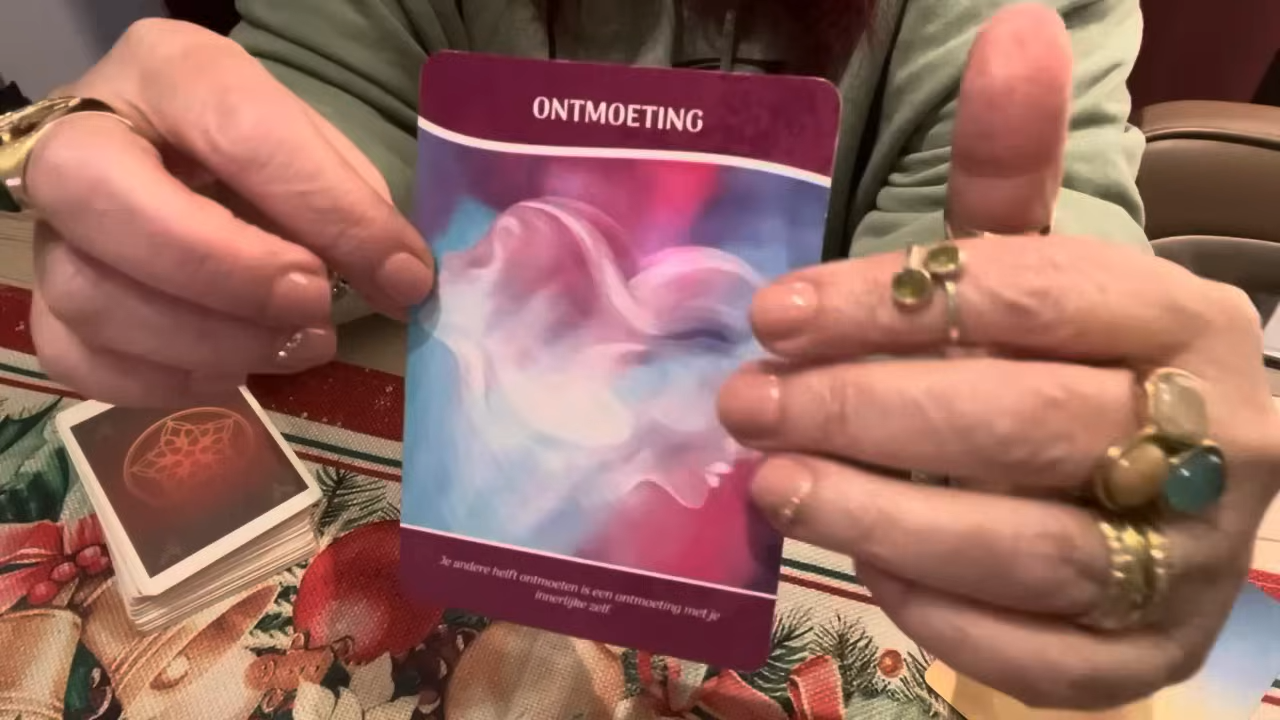 ONTMOETING
Je andere helft ontmoeten is een ontmoeting met je
innerlijke zelf